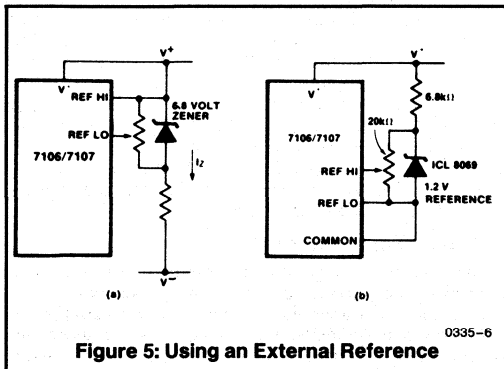 V+
V+
REF HI
6.8 VOLT
ZENER
REF LO
7106/7107
IZ
V−
(a)
V+
V+
6.8kΩ
20kΩ
7106/7107
ICL 8069
REF HI
1.2 V
REFERENCE
REF LO
COMMON
(b)
0335-6
Figure 5: Using an External Reference